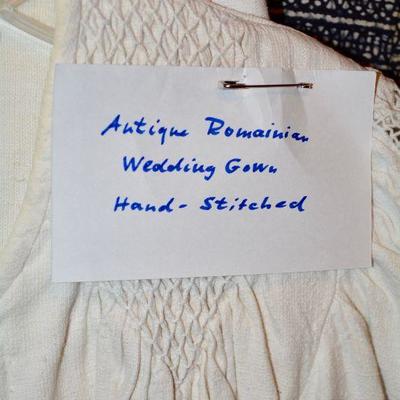 Antique Romainian
Wedding Gown
Hand-Stitched